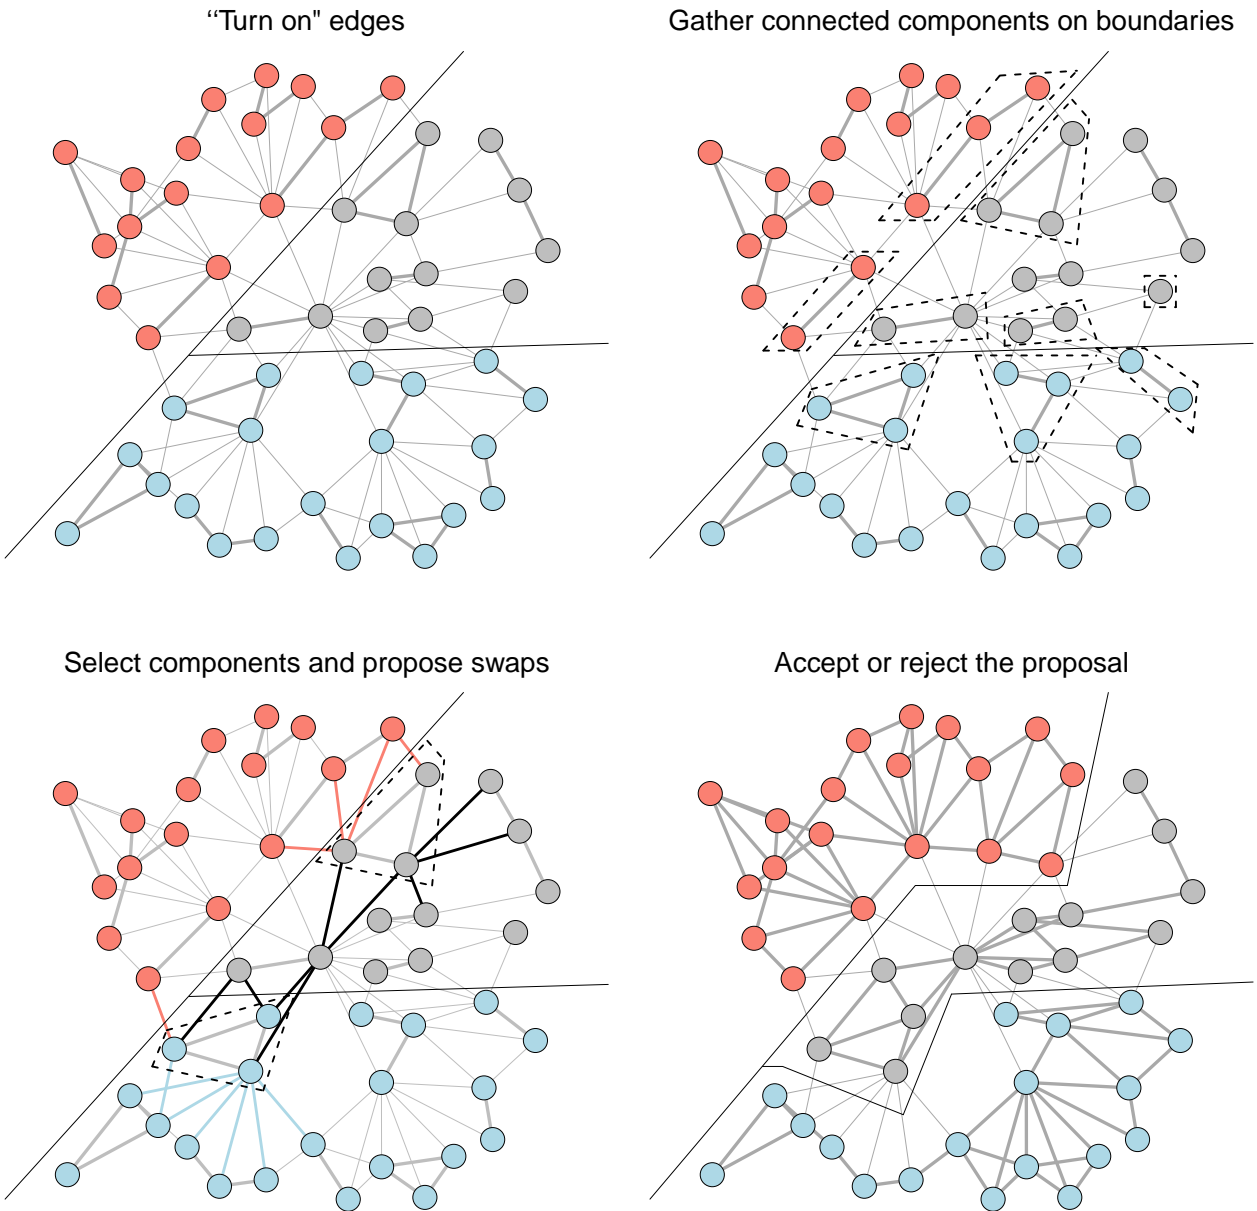 “Turn on" edges
Gather connected components on boundaries
Select components and propose swaps
Accept or reject the proposal